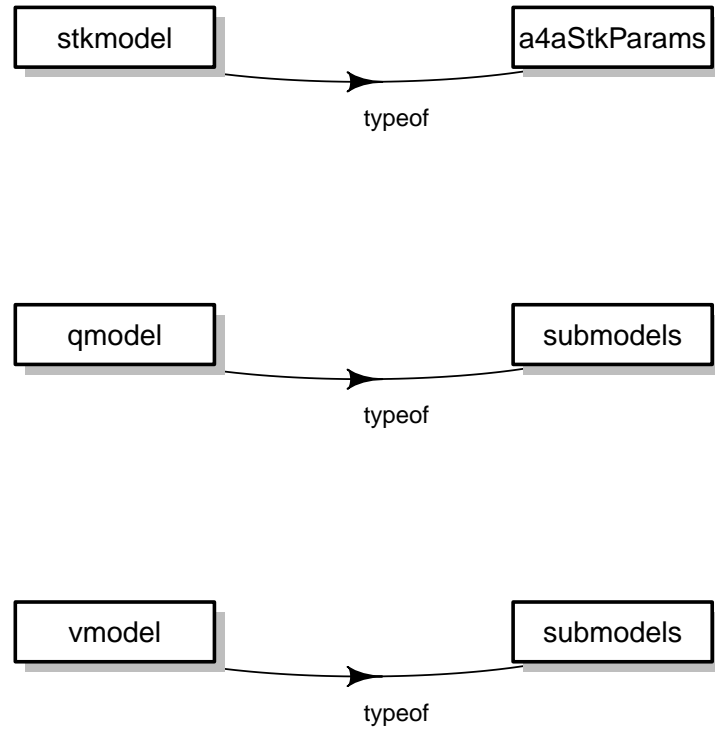 stkmodel
a4aStkParams
typeof
qmodel
submodels
typeof
vmodel
submodels
typeof